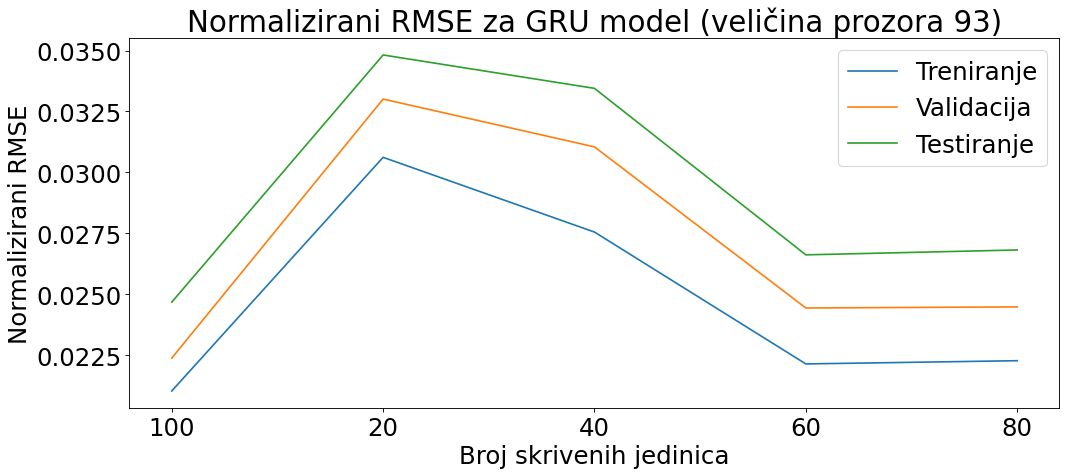 Normalizirani RMSE za GRU model (veličina prozora 93)
Normalizirani RMSE
0.0350
0.0325
0.0300
0.0275
0.0250
0.0225
Treniranje
Validacija
Testiranje
100 20 40 60 80
Broj skrivenih jedinica